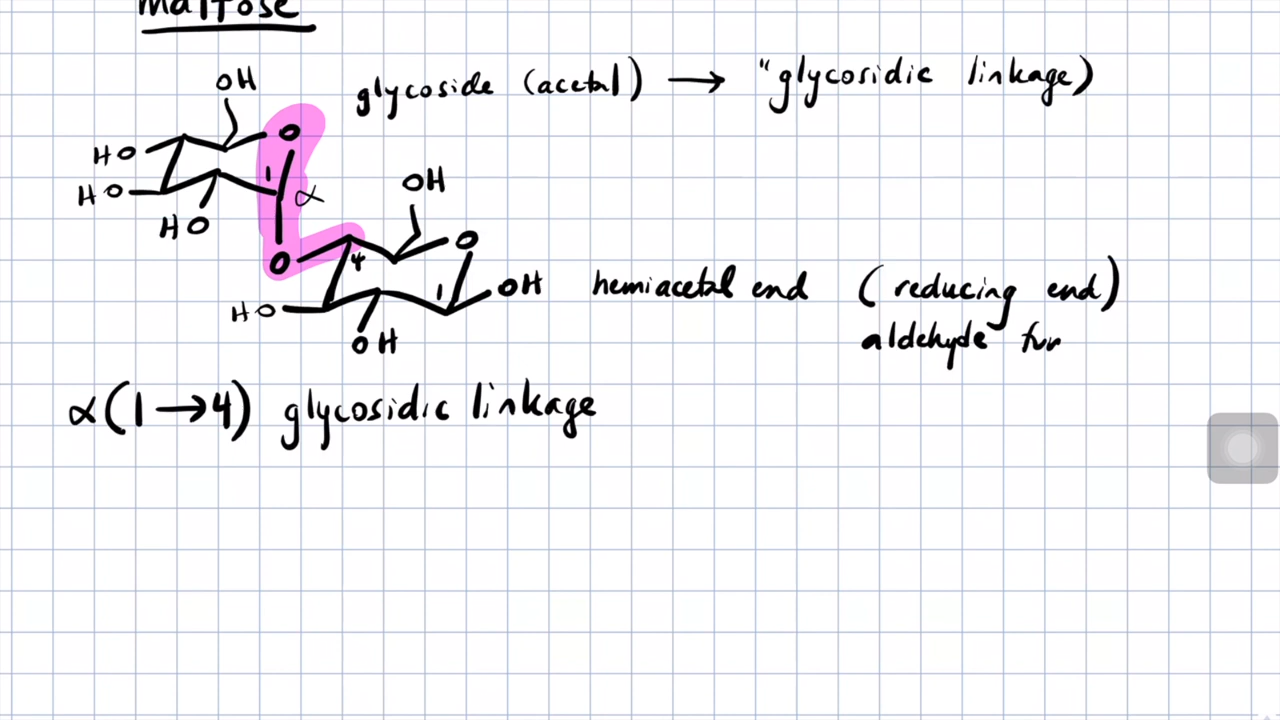 maltose
OH
glycoside (acetal) → "glycosidic linkage)
O
HO
1
HO
α
HO
OH
O
O
4
1
OH
hemiacetal end (reducing end)
HO
aldehyde fur
OH
α(1→4) glycosidic linkage